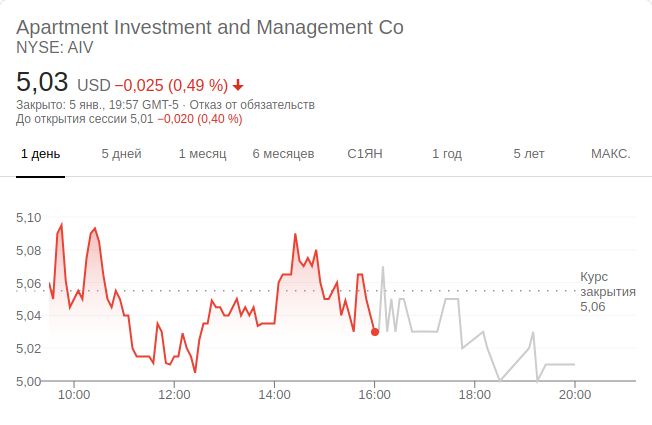 Apartment Investment and Management Co
NYSE: AIV
5,03 USD −0,025 (0,49 %)
Закрыто: 5 янв., 19:57 GMT-5 · Отказ от обязательств
До открытия сессии 5,01 −0,020 (0,40 %)
1 день 5 дней 1 месяц 6 месяцев С1ЯН 1 год 5 лет МАКС.
5,10
5,08
5,06
5,04
5,02
5,00
Курс
закрытия
5,06
10:00 12:00 14:00 16:00 18:00 20:00